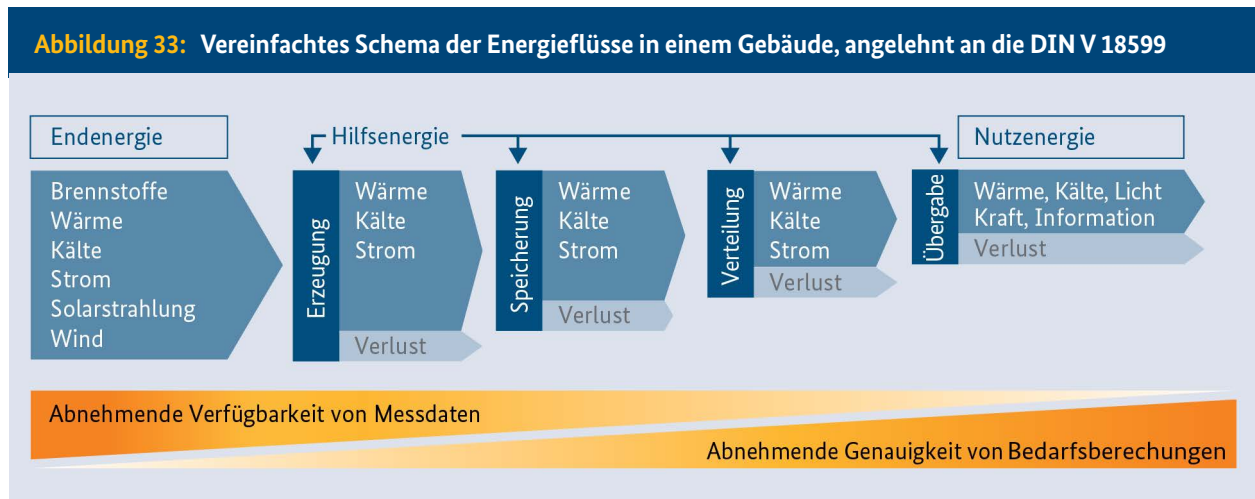 Abbildung 33: Vereinfachtes Schema der Energieflüsse in einem Gebäude, angelehnt an die DIN V 18599
Endenergie
Brennstoffe
Wärme
Kälte
Strom
Solarstrahlung
Wind
Hilfsenergie
Erzeugung
Wärme
Kälte
Strom
Verlust
Speicherung
Wärme
Kälte
Strom
Verlust
Verteilung
Wärme
Kälte
Strom
Verlust
Nutzenergie
Übergabe
Wärme, Kälte, Licht
Kraft, Information
Verlust
Abnehmende Verfügbarkeit von Messdaten
Abnehmende Genauigkeit von Bedarfsberechungen